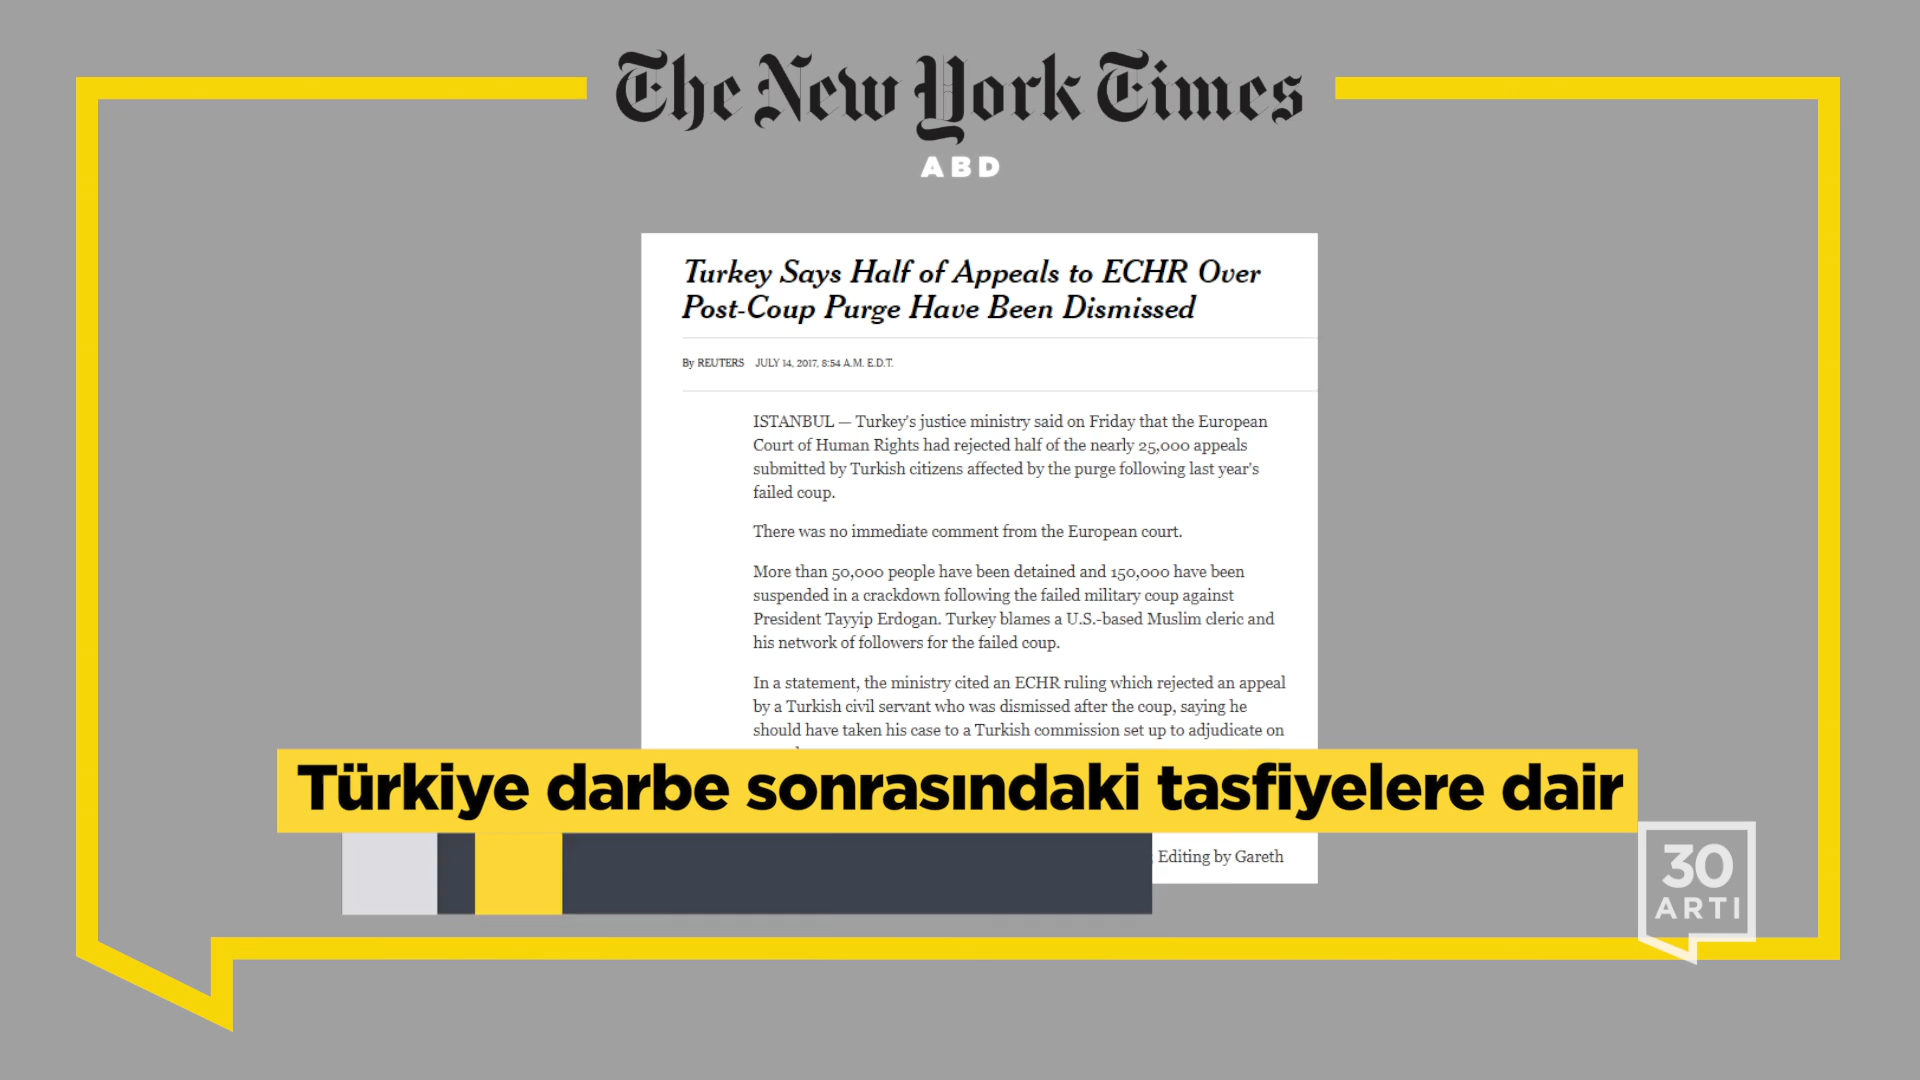 The New York Times
ABD
Turkey Says Half of Appeals to ECHR Over
Post-Coup Purge Have Been Dismissed
By REUTERS JULY 14, 2017, 8:54 A.M. E.D.T.
ISTANBUL — Turkey's justice ministry said on Friday that the European
Court of Human Rights had rejected half of the nearly 25,000 appeals
submitted by Turkish citizens affected by the purge following last year's
failed coup.
There was no immediate comment from the European court.
More than 50,000 people have been detained and 150,000 have been
suspended in a crackdown following the failed military coup against
President Tayyip Erdogan. Turkey blames a U.S.-based Muslim cleric and
his network of followers for the failed coup.
In a statement, the ministry cited an ECHR ruling which rejected an appeal
by a Turkish civil servant who was dismissed after the coup, saying he
should have taken his case to a Turkish commission set up to adjudicate on
Türkiye darbe sonrasındaki tasfiyelere dair
Editing by Gareth
30
ARTI